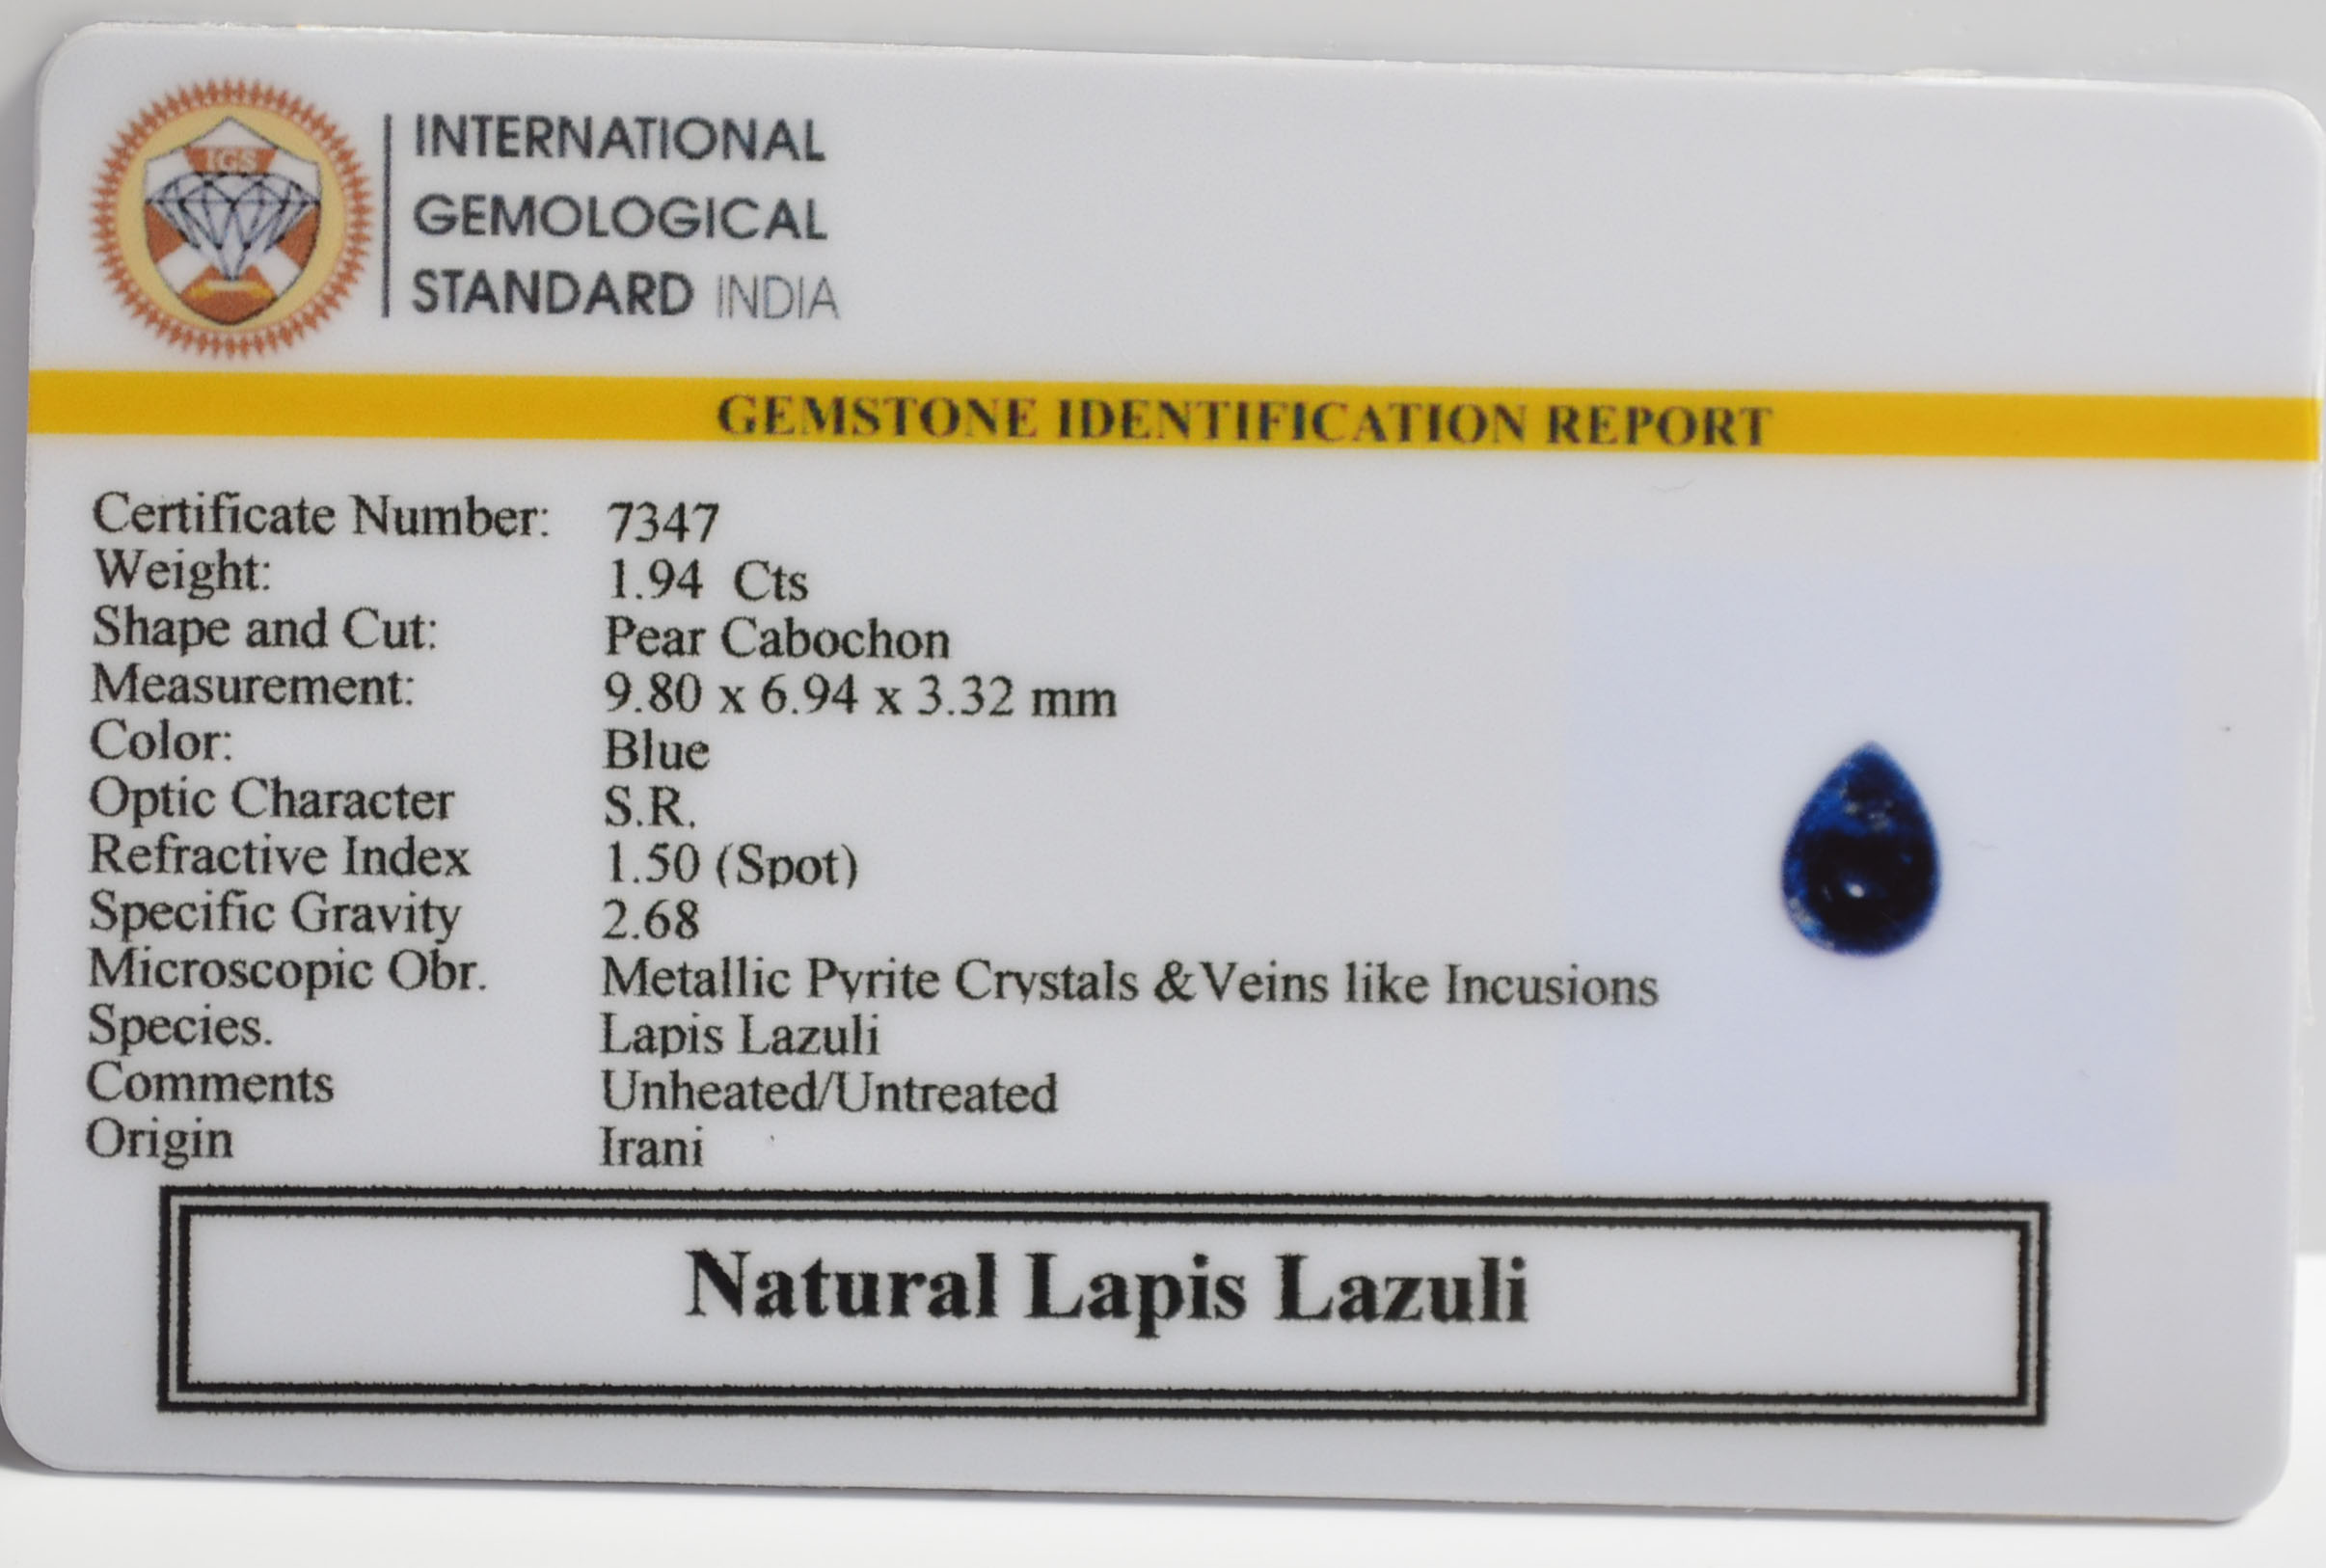 IGS
INTERNATIONAL
GEMOLOGICAL
STANDARD INDIA
GEMSTONE IDENTIFICATION REPORT
Certificate Number: 7347
Weight: 1.94 Cts
Shape and Cut: Pear Cabochon
Measurement: 9.80 x 6.94 x 3.32 mm
Color: Blue
Optic Character S.R.
Refractive Index 1.50 (Spot)
Specific Gravity 2.68
Microscopic Obr. Metallic Pyrite Crystals &Veins like Incusions
Species. Lapis Lazuli
Comments Unheated/Untreated
Origin Irani
Natural Lapis Lazuli